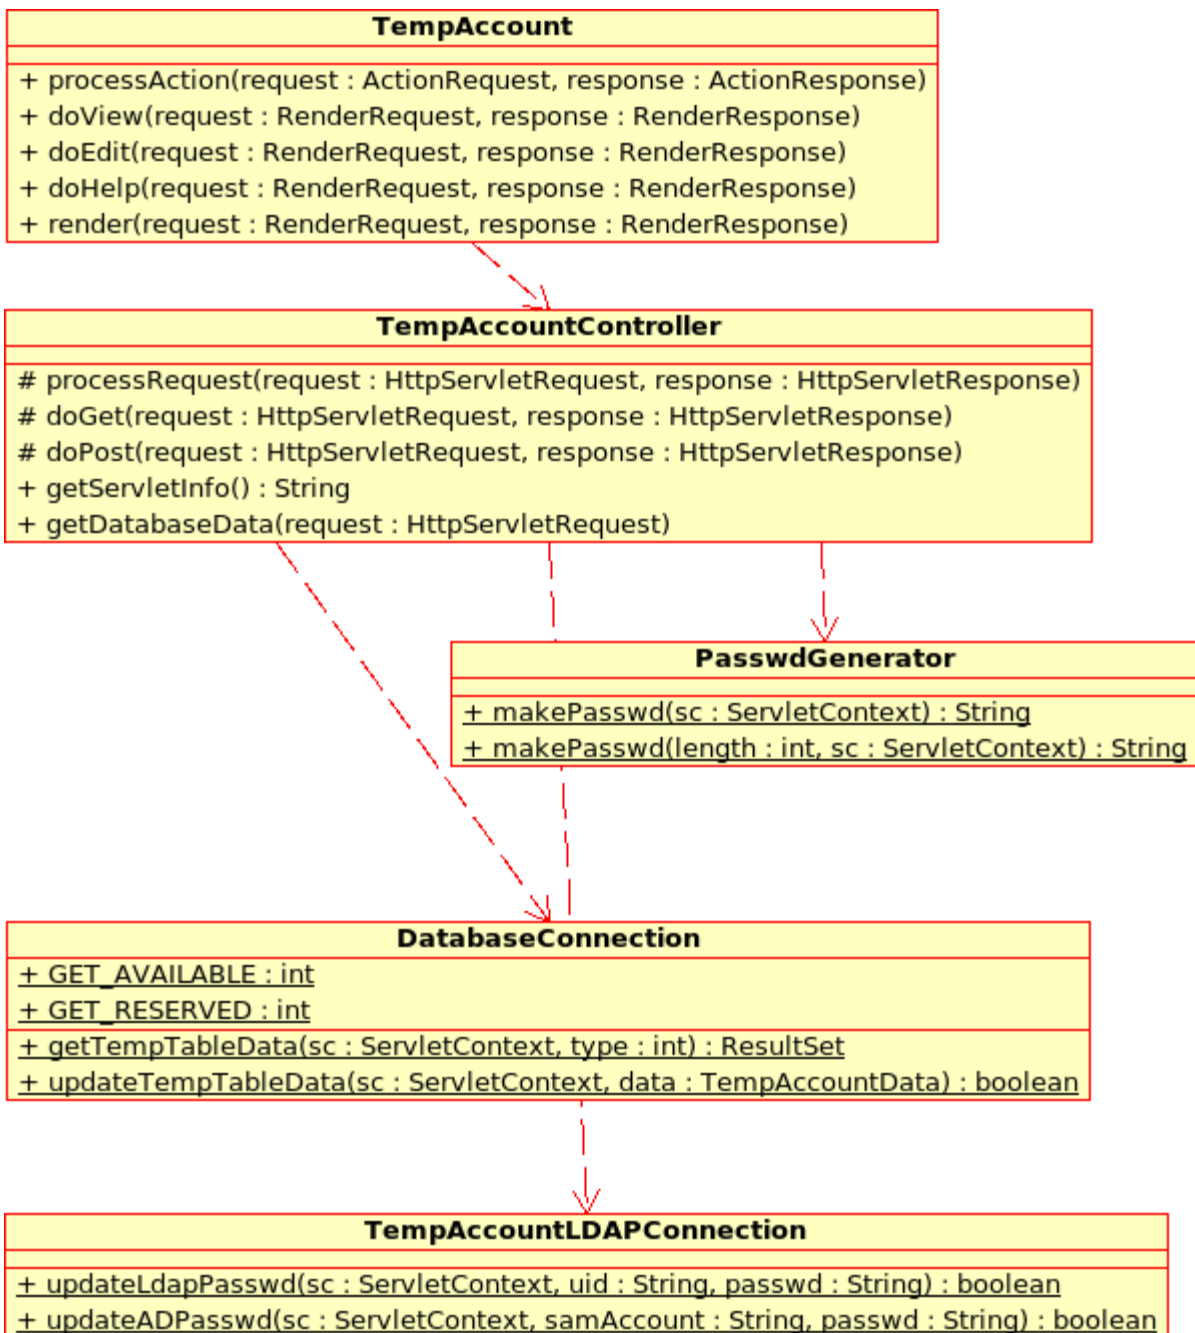 TempAccount
+ processAction(request : ActionRequest, response : ActionResponse)
+ doView(request : RenderRequest, response : RenderResponse)
+ doEdit(request : RenderRequest, response : RenderResponse)
+ doHelp(request : RenderRequest, response : RenderResponse)
+ render(request : RenderRequest, response : RenderResponse)
TempAccountController
# processRequest(request : HttpServletRequest, response : HttpServletResponse)
# doGet(request : HttpServletRequest, response : HttpServletResponse)
# doPost(request : HttpServletRequest, response : HttpServletResponse)
+ getServletInfo() : String
+ getDatabaseData(request : HttpServletRequest)
PasswdGenerator
+ makePasswd(sc : ServletContext) : String
+ makePasswd(length : int, sc : ServletContext) : String
DatabaseConnection
+ GET_AVAILABLE : int
+ GET_RESERVED : int
+ getTempTableData(sc : ServletContext, type : int) : ResultSet
+ updateTempTableData(sc : ServletContext, data : TempAccountData) : boolean
TempAccountLDAPConnection
+ updateLdapPasswd(sc : ServletContext, uid : String, passwd : String) : boolean
+ updateADPasswd(sc : ServletContext, samAccount : String, passwd : String) : boolean